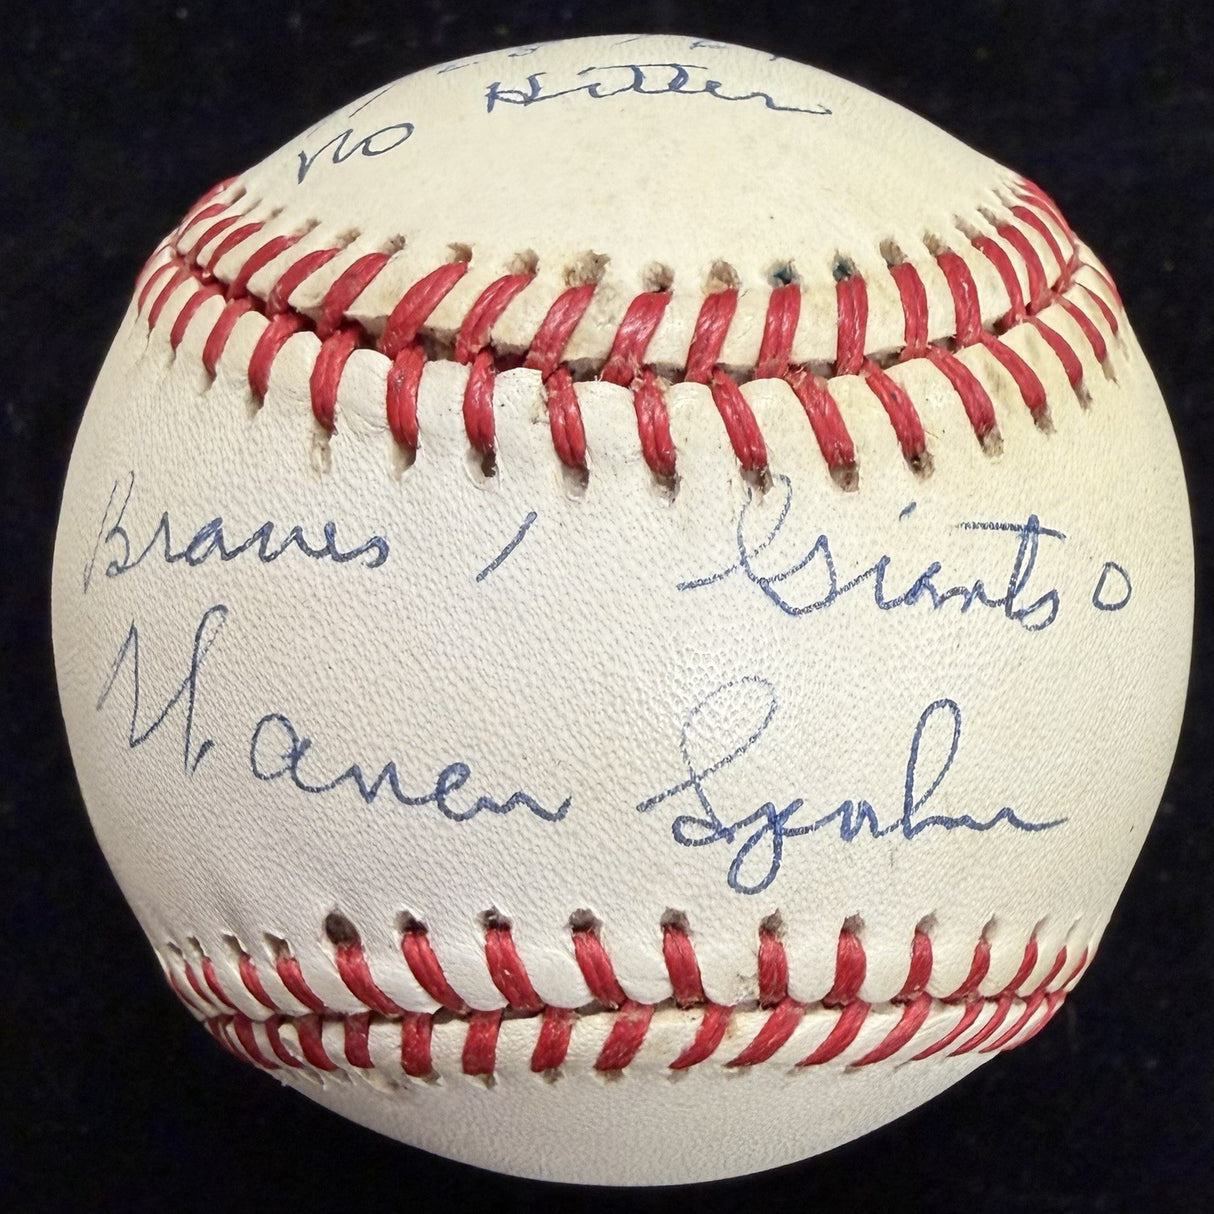 No Hitter
Braves 1 Giants 0
Warren Spahn